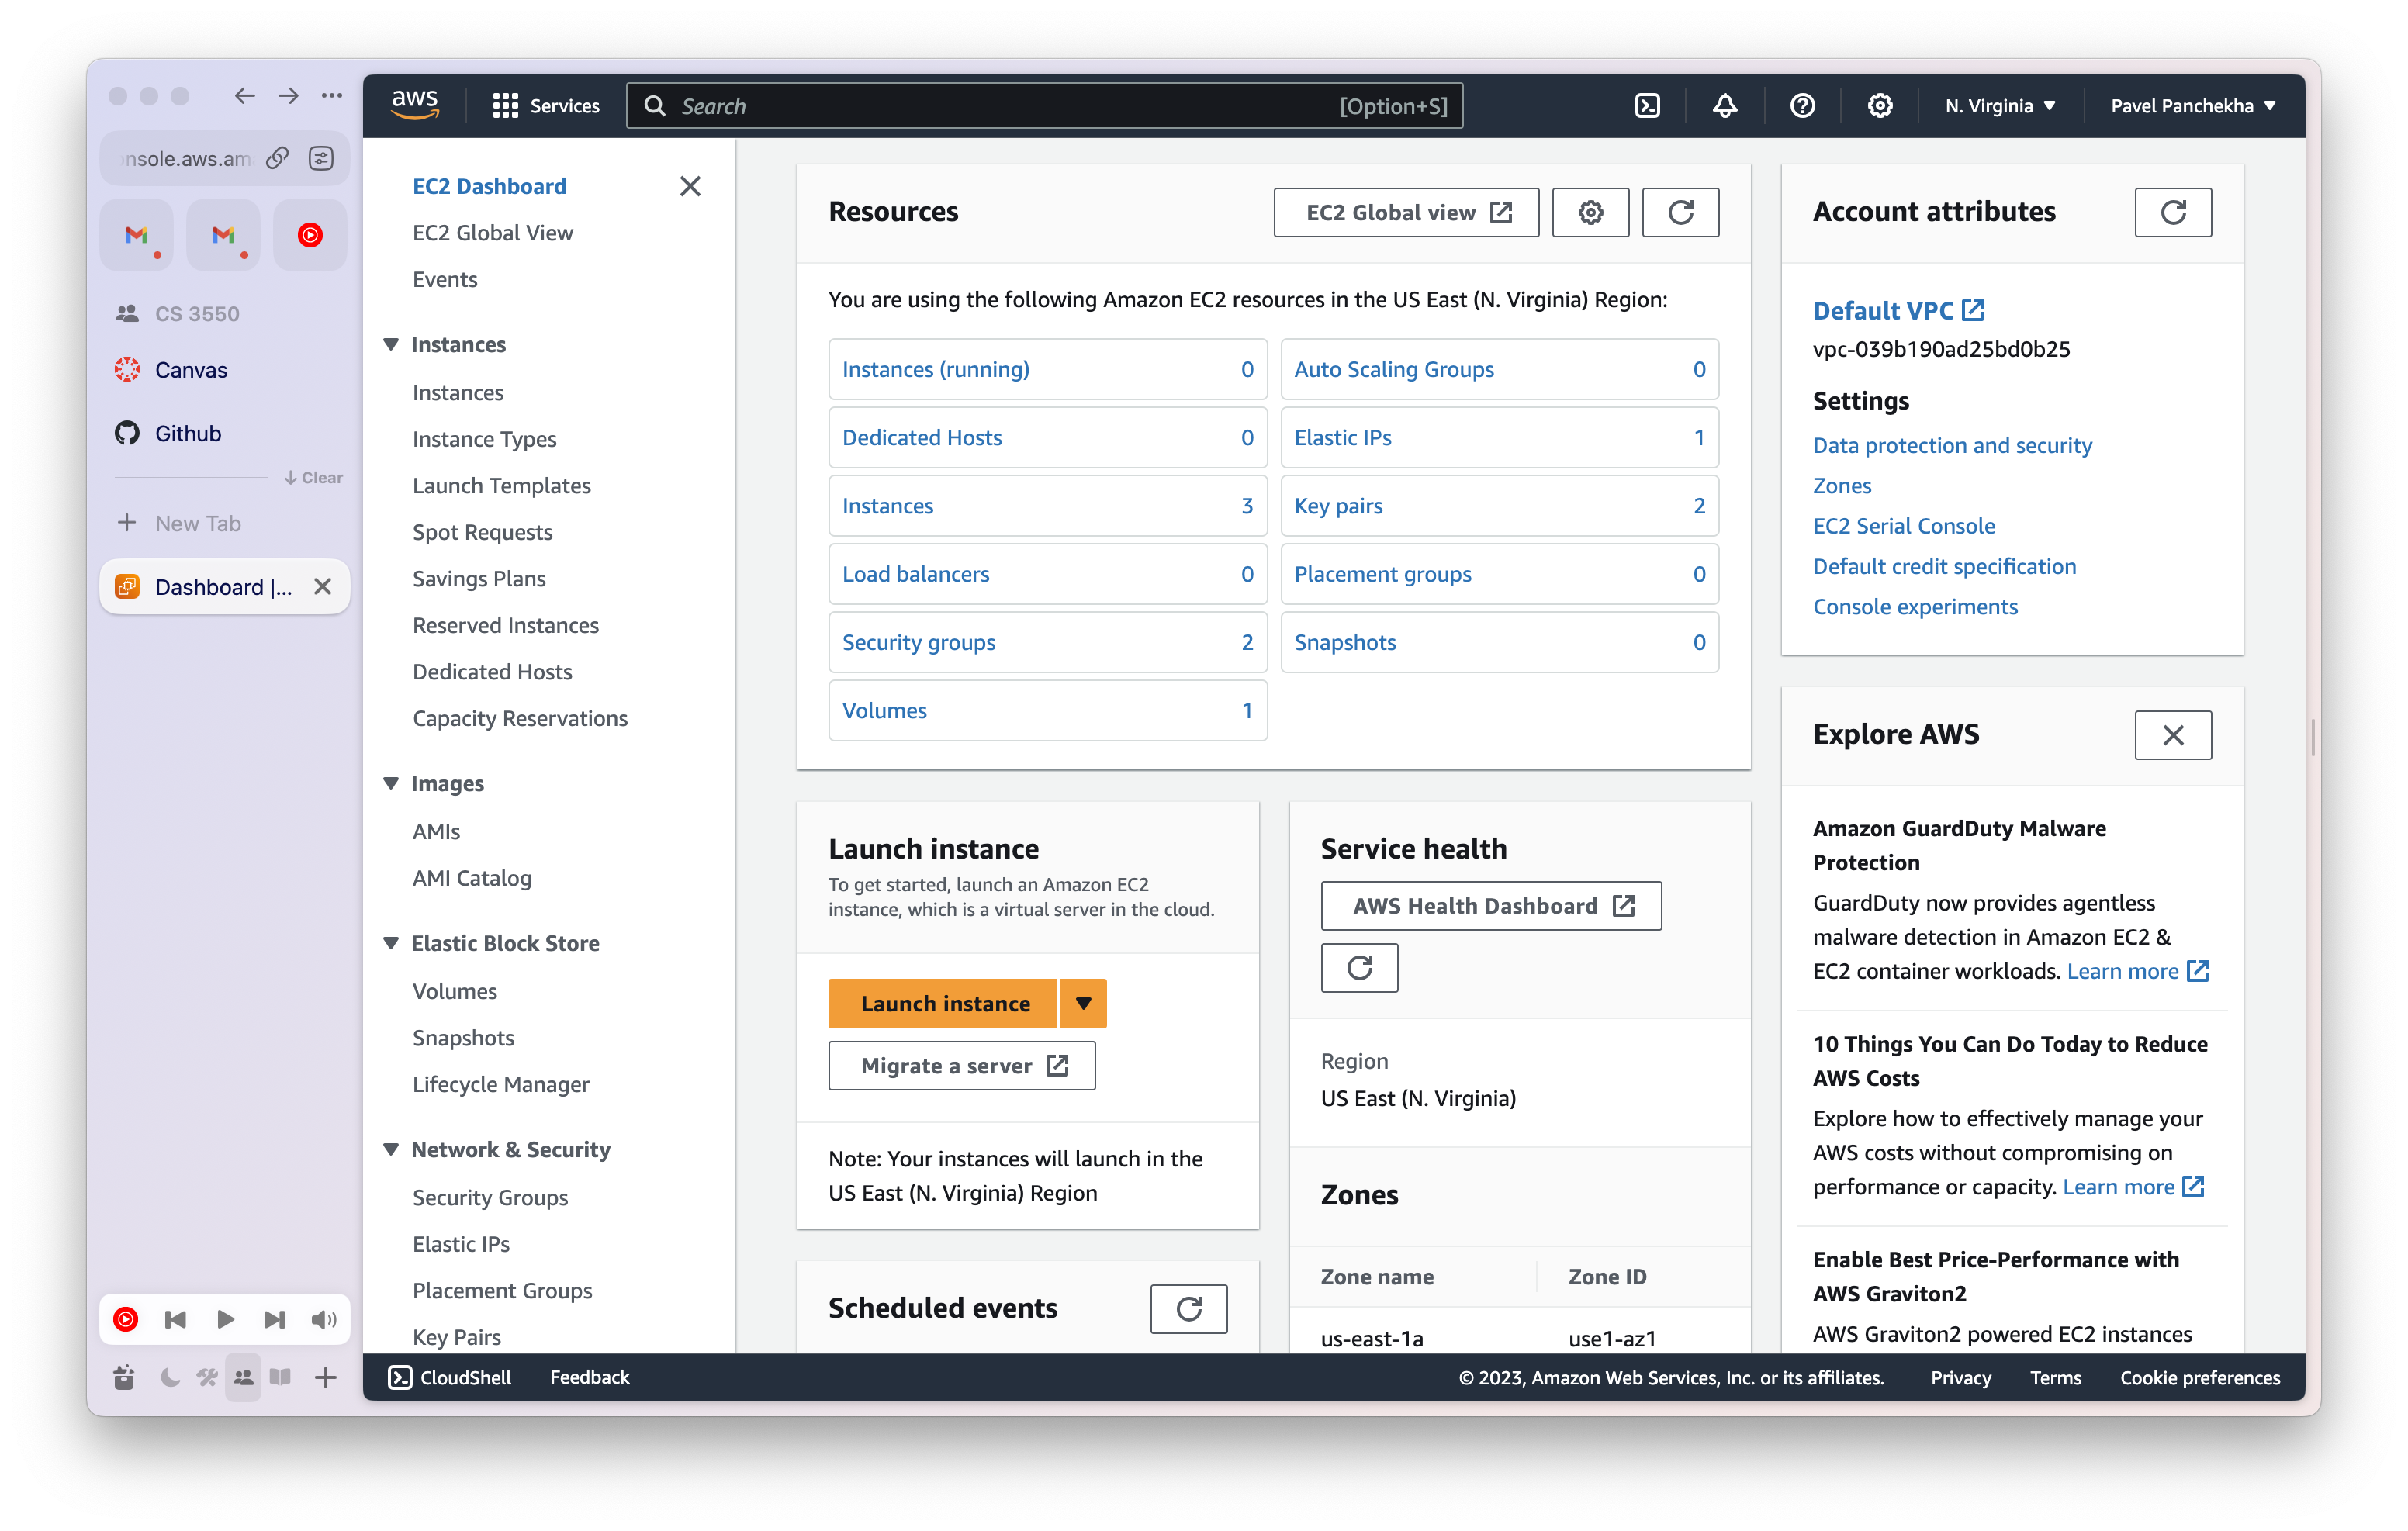 aws
Services
Search
[Option+S]
N. Virginia
Pavel Panchekha
Canvas
CS 3550
Github
Clear
New Tab
Dashboard |...
EC2 Dashboard
EC2 Global View
Events
Instances
Instances
Instance Types
Launch Templates
Spot Requests
Savings Plans
Reserved Instances
Dedicated Hosts
Capacity Reservations
Images
AMIs
AMI Catalog
Elastic Block Store
Volumes
Snapshots
Lifecycle Manager
Network & Security
Security Groups
Elastic IPs
Placement Groups
Key Pairs
Resources
EC2 Global view
You are using the following Amazon EC2 resources in the US East (N. Virginia) Region:
Instances (running) 0
Auto Scaling Groups 0
Dedicated Hosts 0
Elastic IPs 1
Instances 3
Key pairs 2
Load balancers 0
Placement groups 0
Security groups 2
Snapshots 0
Volumes 1
Launch instance
To get started, launch an Amazon EC2
instance, which is a virtual server in the cloud.
Launch instance
Migrate a server
Note: Your instances will launch in the
US East (N. Virginia) Region
Scheduled events
Service health
AWS Health Dashboard
Region
US East (N. Virginia)
Zones
Zone name Zone ID
us-east-1a use1-az1
Account attributes
Default VPC
vpc-039b190ad25bd0b25
Settings
Data protection and security
Zones
EC2 Serial Console
Default credit specification
Console experiments
Explore AWS
Amazon GuardDuty Malware
Protection
GuardDuty now provides agentless
malware detection in Amazon EC2 &
EC2 container workloads. Learn more
10 Things You Can Do Today to Reduce
AWS Costs
Explore how to effectively manage your
AWS costs without compromising on
performance or capacity. Learn more
Enable Best Price-Performance with
AWS Graviton2
AWS Graviton2 powered EC2 instances
CloudShell
Feedback
© 2023, Amazon Web Services, Inc. or its affiliates.
Privacy
Terms
Cookie preferences